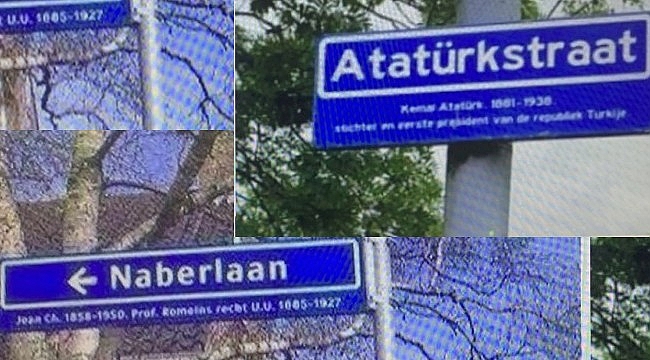 t U.U. 1885-1927
Atatürkstraat
Kemal Atatürk. 1881-1938.
stichter en eerste president van de republiek Turkije
← Naberlaan
Joan Ch. 1858-1950. Prof. Romeins recht U.U. 1885-1927